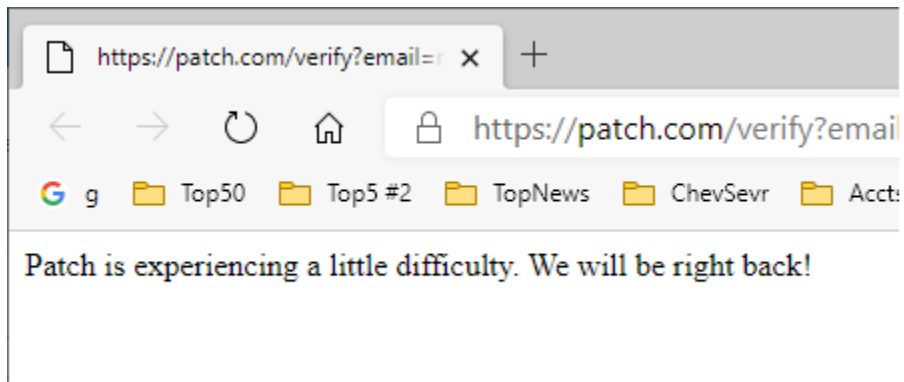 https://patch.com/verify?email=
https://patch.com/verify?email
g Top50 Top5 #2 TopNews ChevSevr Accts
Patch is experiencing a little difficulty. We will be right back!